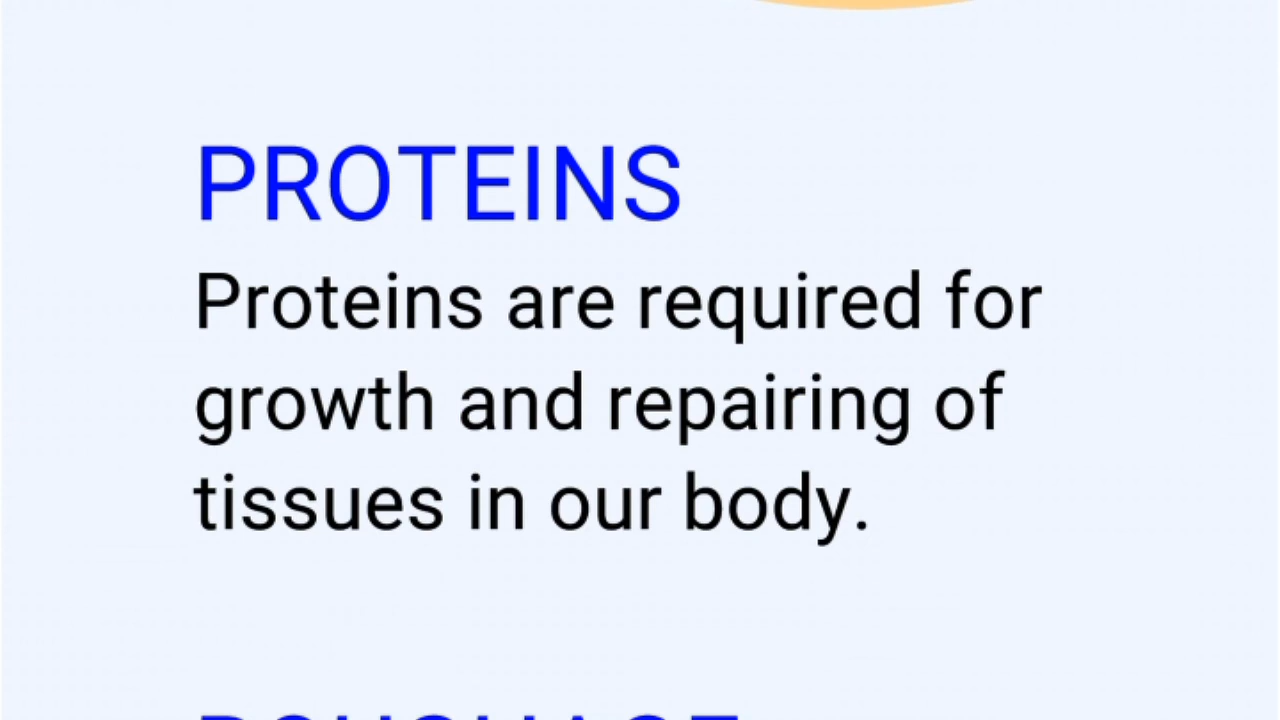 PROTEINS
Proteins are required for
growth and repairing of
tissues in our body.